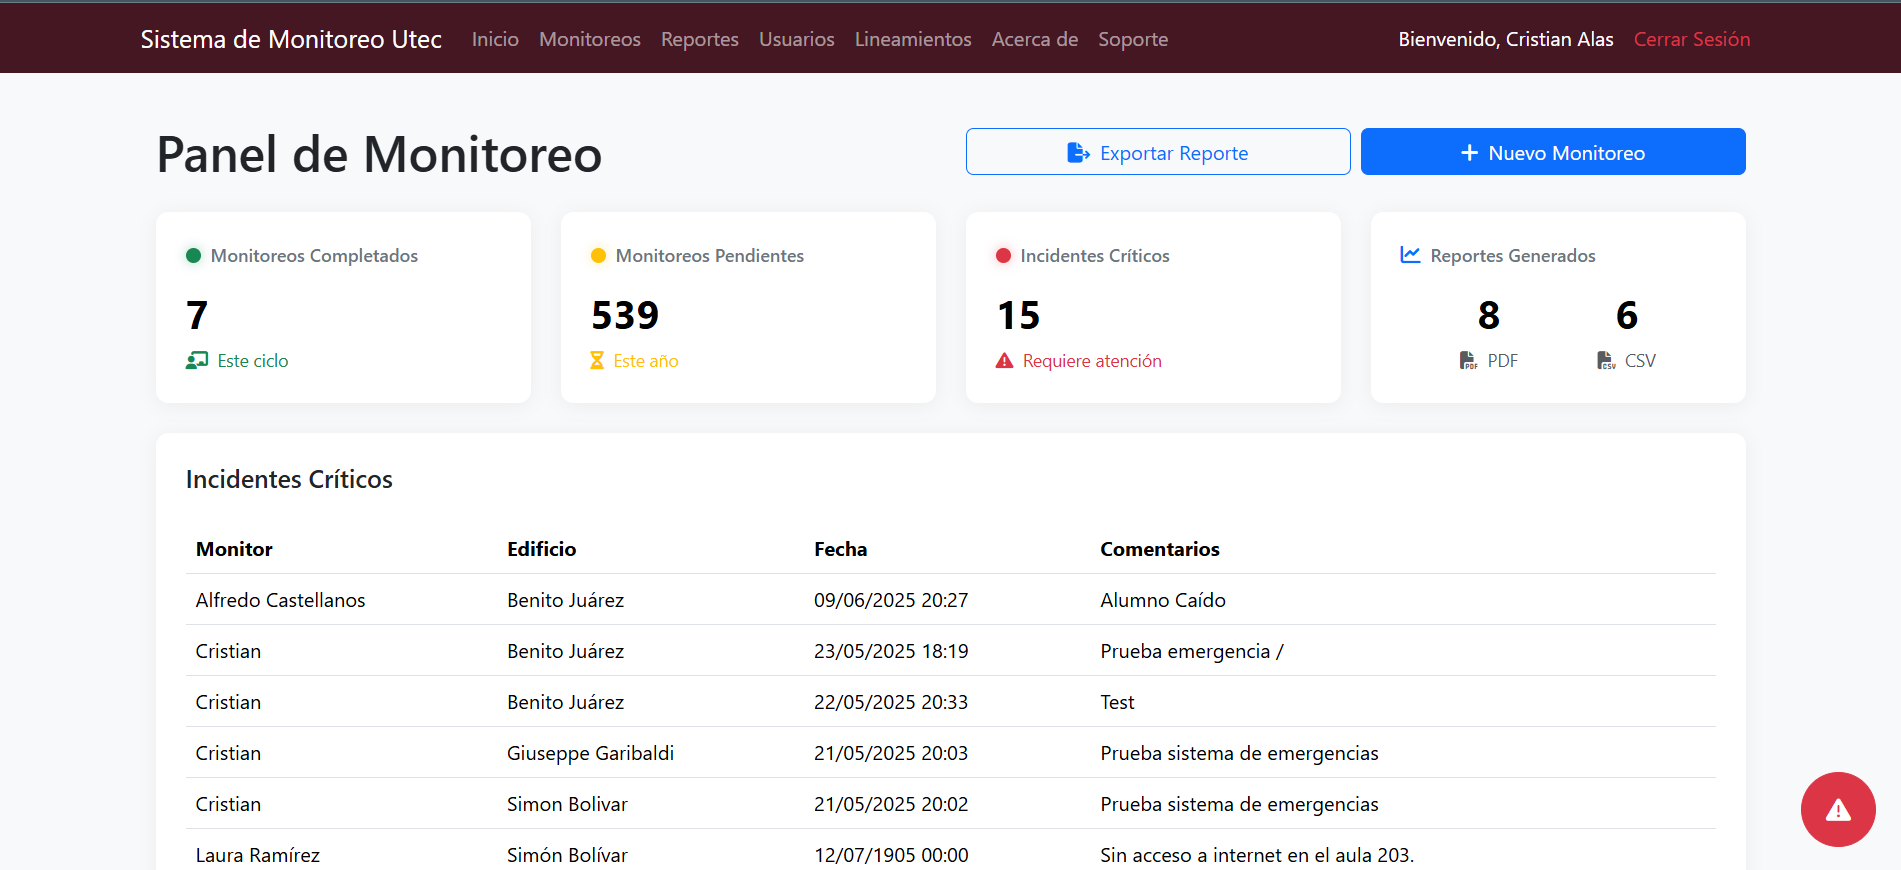 Sistema de Monitoreo Utec Inicio Monitoreos Reportes Usuarios Lineamientos Acerca de Soporte Bienvenido, Cristian Alas Cerrar Sesión
Panel de Monitoreo Exportar Reporte Nuevo Monitoreo
Monitoreos Completados
7
Este ciclo
Monitoreos Pendientes
539
Este año
Incidentes Críticos
15
Requiere atención
Reportes Generados
8 6
PDF CSV
Incidentes Críticos
Monitor Edificio Fecha Comentarios
Alfredo Castellanos Benito Juárez 09/06/2025 20:27 Alumno Caído
Cristian Benito Juárez 23/05/2025 18:19 Prueba emergencia /
Cristian Benito Juárez 22/05/2025 20:33 Test
Cristian Giuseppe Garibaldi 21/05/2025 20:03 Prueba sistema de emergencias
Cristian Simon Bolivar 21/05/2025 20:02 Prueba sistema de emergencias
Laura Ramírez Simón Bolívar 12/07/1905 00:00 Sin acceso a internet en el aula 203.